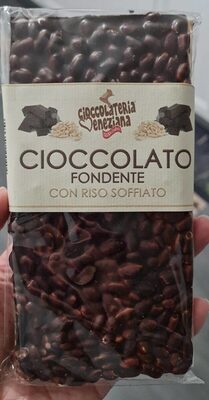 CIOCCOLATERIA
VENEZIANA
CIOCCOLATO
FONDENTE
CON RISO SOFFIATO